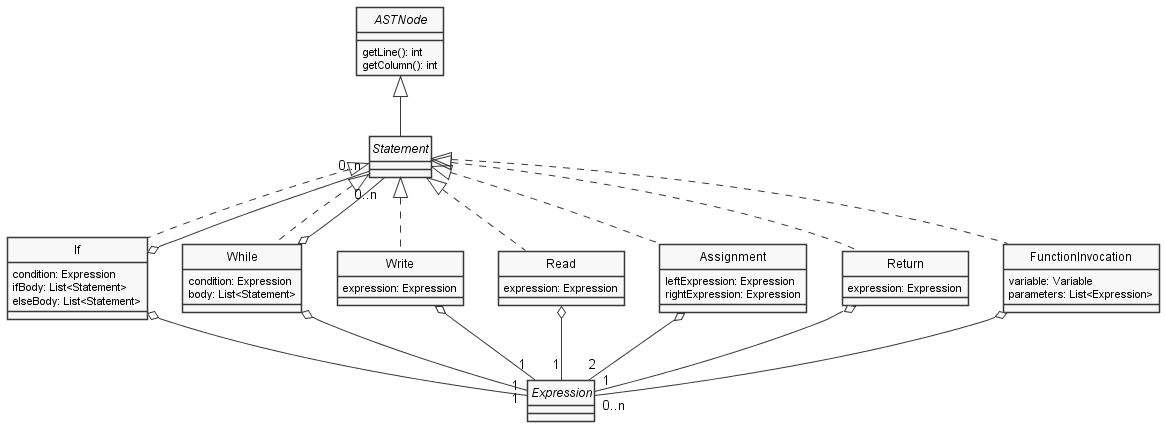 ASTNode
getLine(): int
getColumn(): int
Statement
0..n
0..n
If
condition: Expression
ifBody: List<Statement>
elseBody: List<Statement>
While
condition: Expression
body: List<Statement>
Write
expression: Expression
Read
expression: Expression
Assignment
leftExpression: Expression
rightExpression: Expression
Return
expression: Expression
FunctionInvocation
variable: Variable
parameters: List<Expression>
1
1
2
1
1
1
0..n
Expression